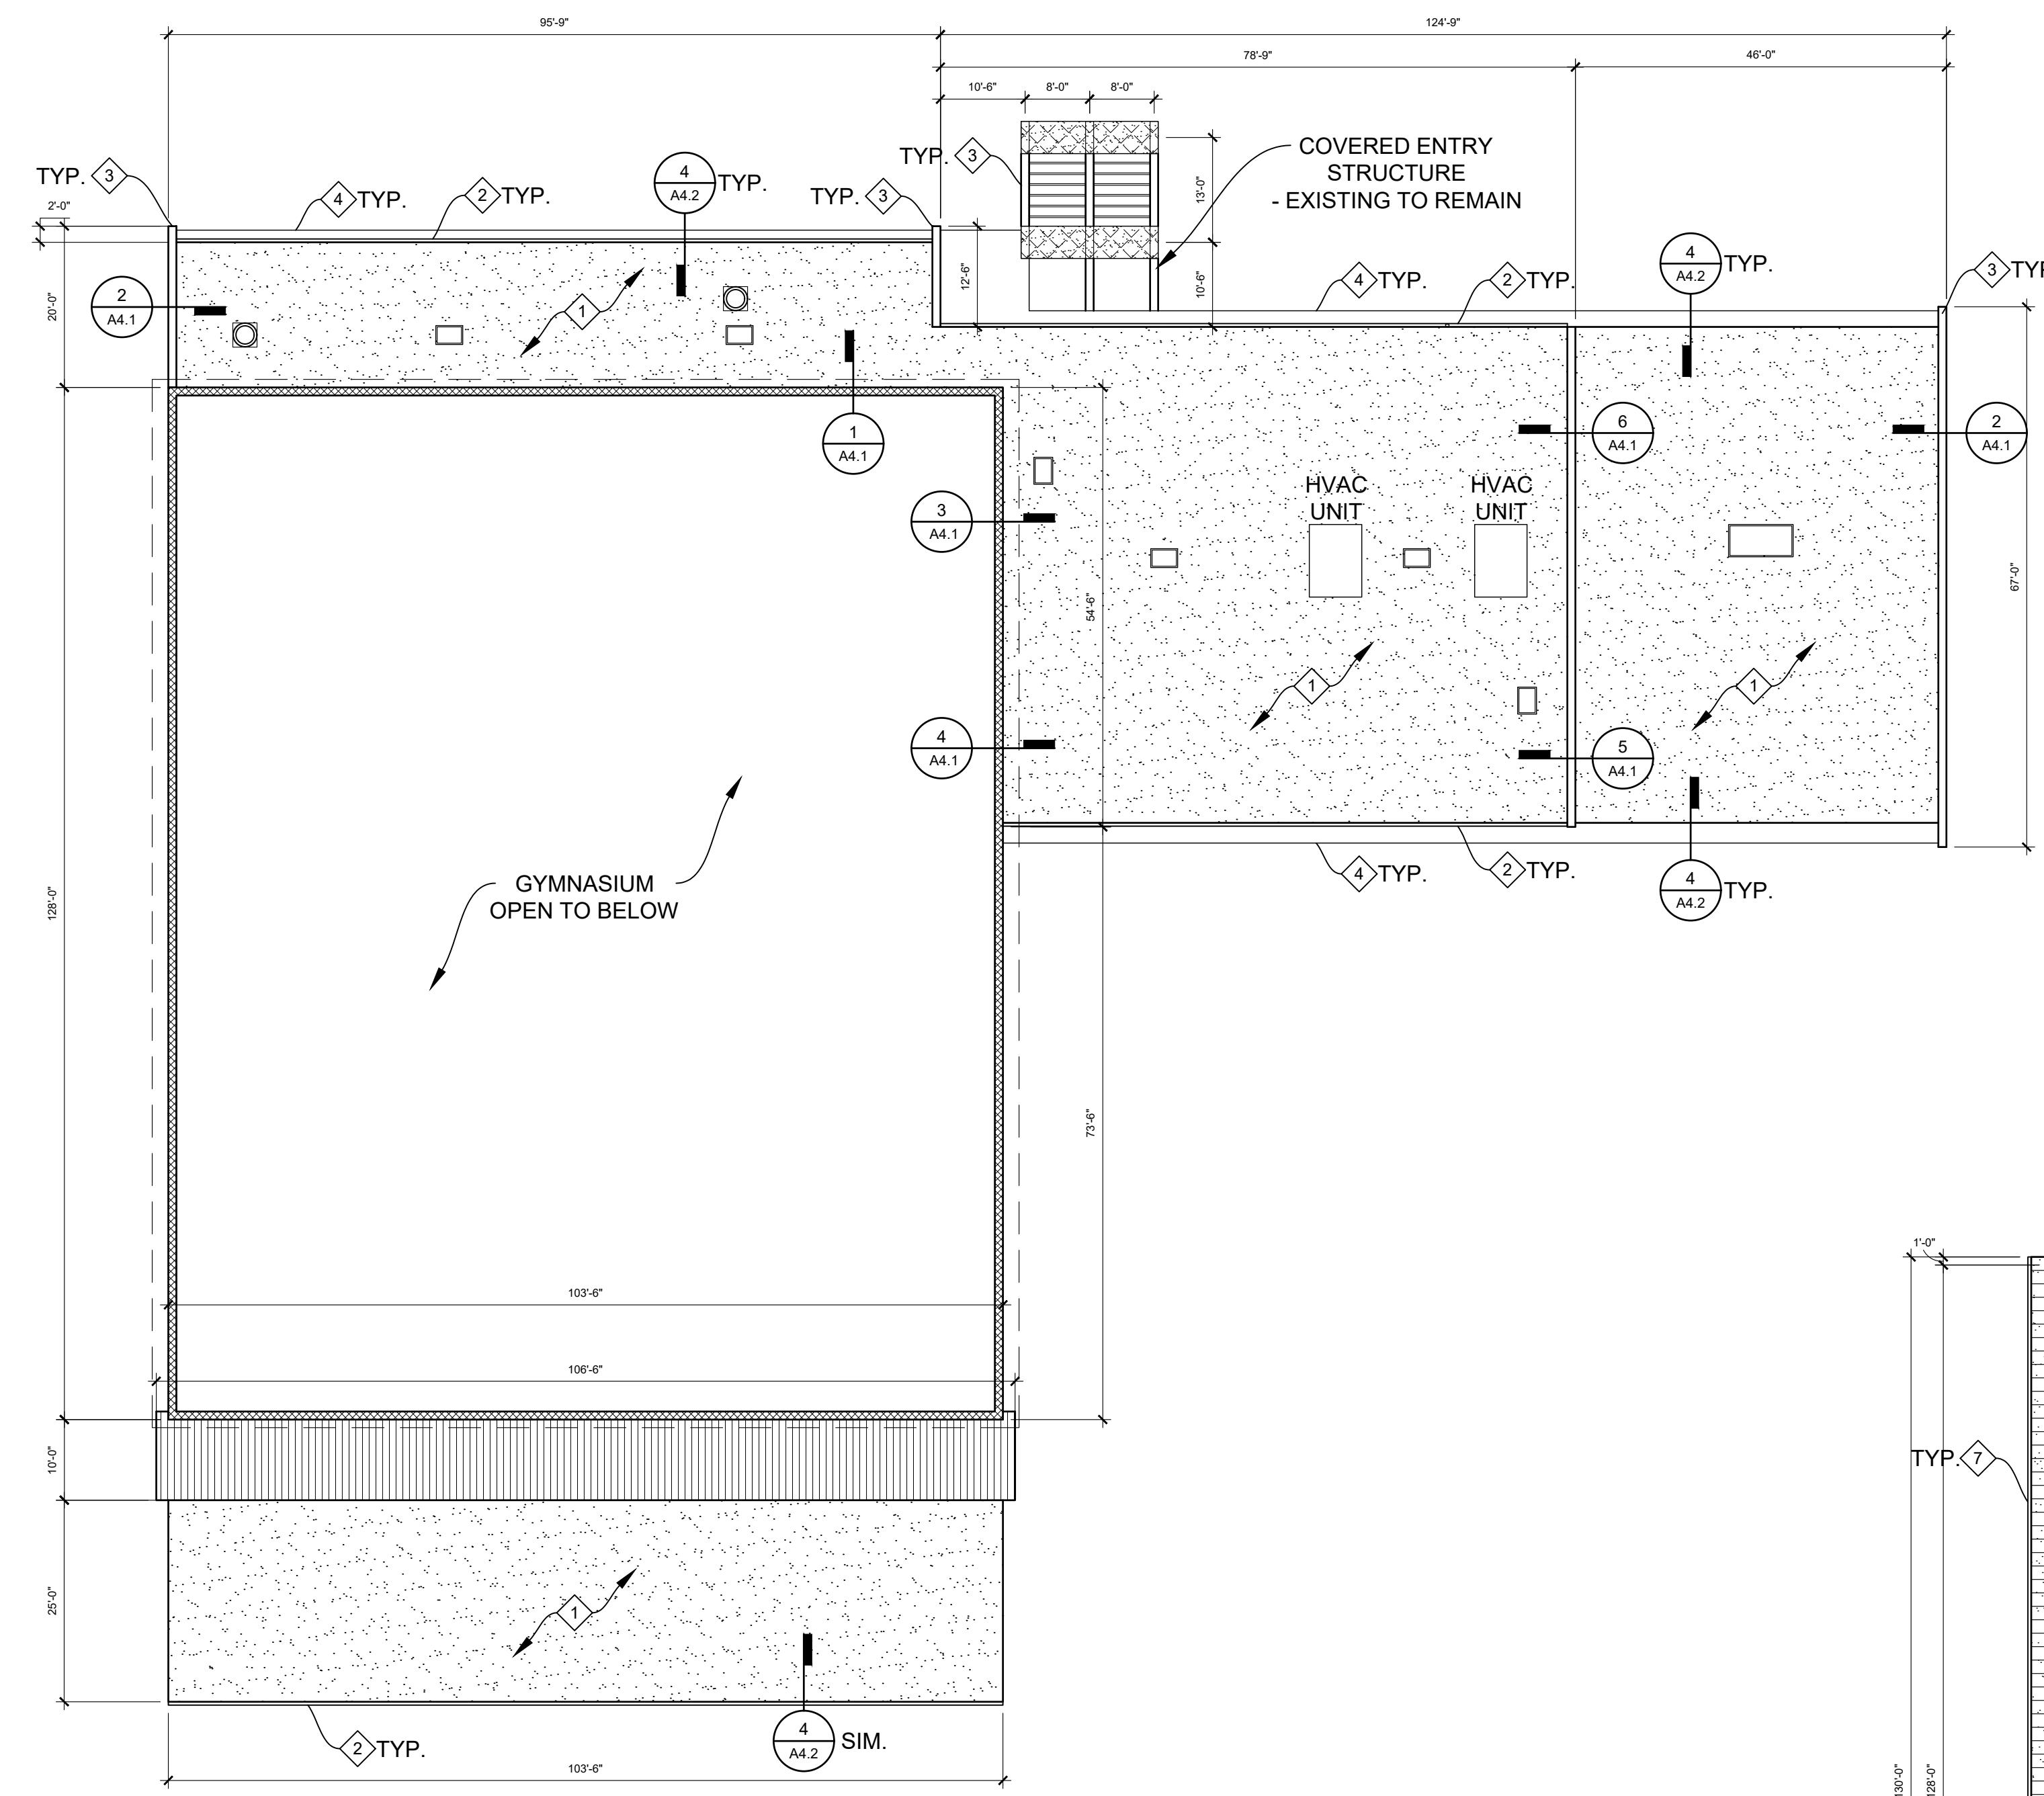 95'-9"
124'-9"
78'-9"
46'-0"
10'-6"
8'-0"
8'-0"
COVERED ENTRY
STRUCTURE
- EXISTING TO REMAIN
TYP. 3
13'-0"
10'-6"
12'-6"
TYP. 3
4 TYP.
2 TYP.
4
A4.2
TYP.
TYP. 3
2'-0"
20'-0"
2
A4.1
1
4 TYP.
2 TYP.
4
A4.2
TYP.
3 TYP
1
A4.1
3
A4.1
6
A4.1
2
A4.1
HVAC
UNIT
HVAC
UNIT
54'-6"
67'-0"
1
1
4
A4.1
5
A4.1
4 TYP.
2 TYP.
4
A4.2
TYP.
GYMNASIUM
OPEN TO BELOW
128'-0"
73'-6"
103'-6"
106'-6"
10'-0"
25'-0"
1
2 TYP.
4
A4.2
SIM.
103'-6"
1'-0"
TYP. 7
130'-0"
128'-0"